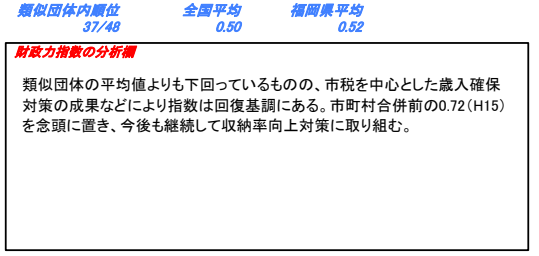 類似団体内順位 全国平均 福岡県平均
37/48 0.50 0.52
財政力指数の分析欄
類似団体の平均値よりも下回っているものの、市税を中心とした歳入確保
対策の成果などにより指数は回復基調にある。市町村合併前の0.72(H15)
を念頭に置き、今後も継続して収納率向上対策に取り組む。